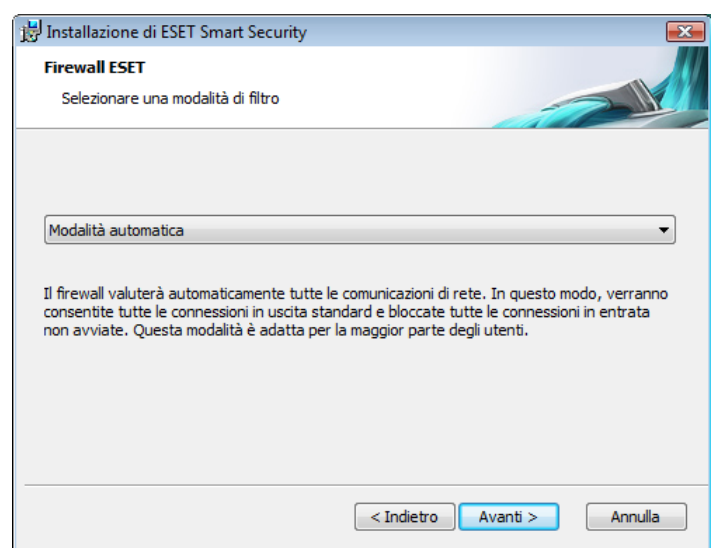 Installazione di ESET Smart Security
Firewall ESET
Selezionare una modalità di filtro
Modalità automatica
Il firewall valuterà automaticamente tutte le comunicazioni di rete. In questo modo, verranno
consentite tutte le connessioni in uscita standard e bloccate tutte le connessioni in entrata
non avviate. Questa modalità è adatta per la maggior parte degli utenti.
< Indietro
Avanti >
Annulla